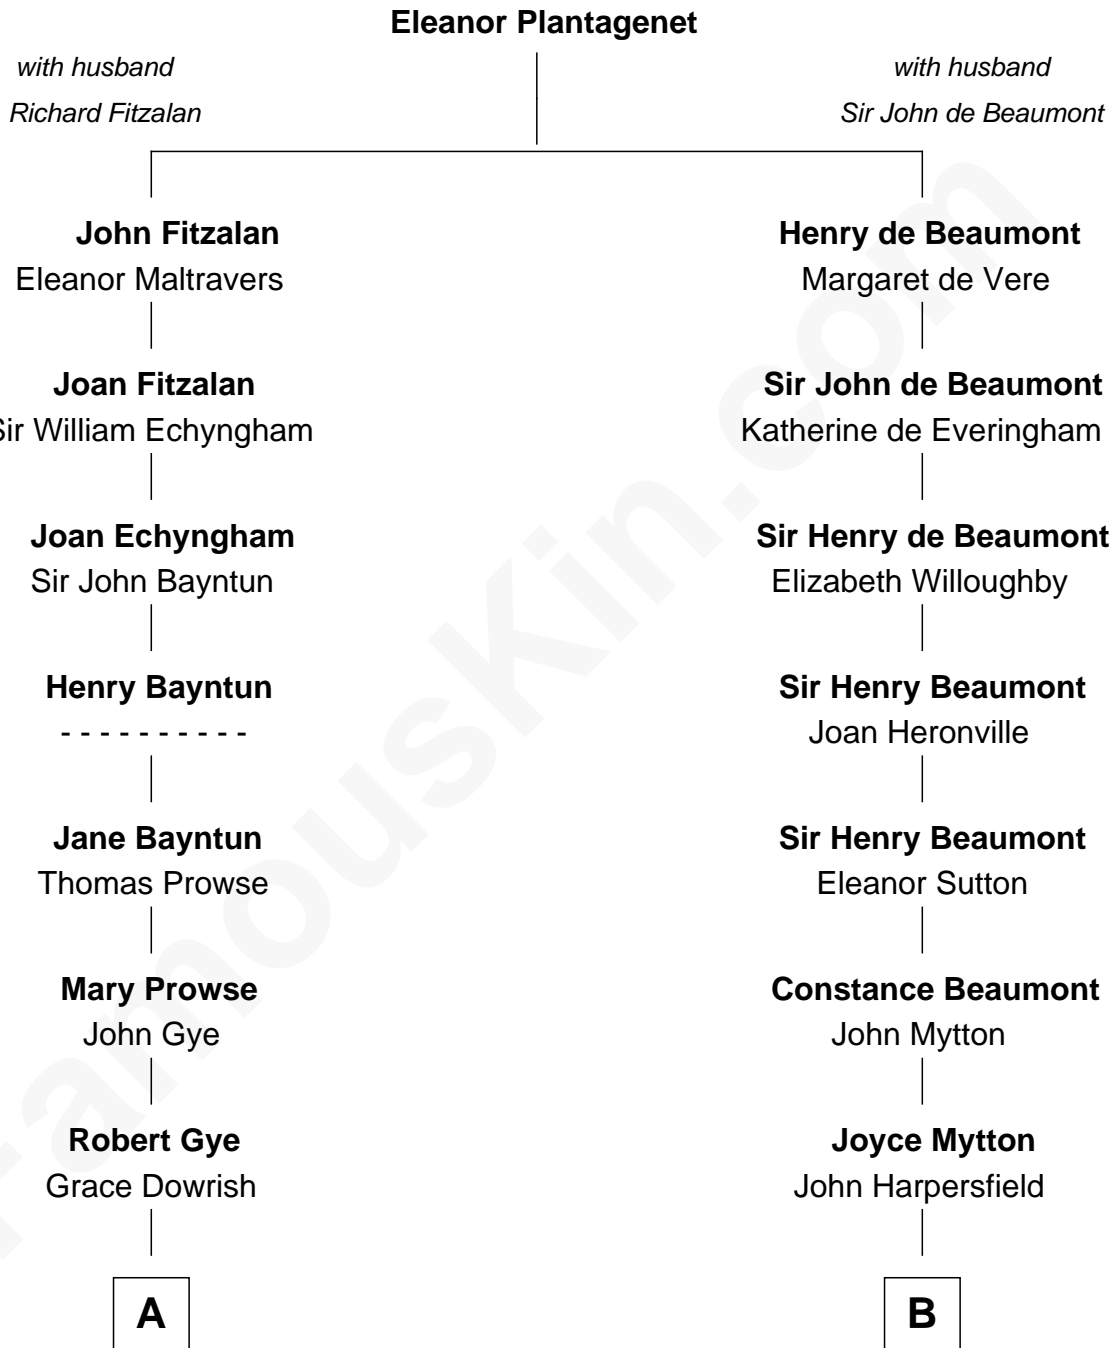 Eleanor Plantagenet
with husband
Richard Fitzalan
with husband
Sir John de Beaumont
John Fitzalan
Eleanor Maltravers
Henry de Beaumont
Margaret de Vere
Joan Fitzalan
Sir William Echyngham
Sir John de Beaumont
Katherine de Everingham
Joan Echyngham
Sir John Bayntun
Sir Henry de Beaumont
Elizabeth Willoughby
Henry Bayntun
- - - - - - - - - -
Sir Henry Beaumont
Joan Heronville
Jane Bayntun
Thomas Prowse
Sir Henry Beaumont
Eleanor Sutton
Mary Prowse
John Gye
Constance Beaumont
John Mytton
Robert Gye
Grace Dowrish
Joyce Mytton
John Harpersfield
A
B
FamousKin.com